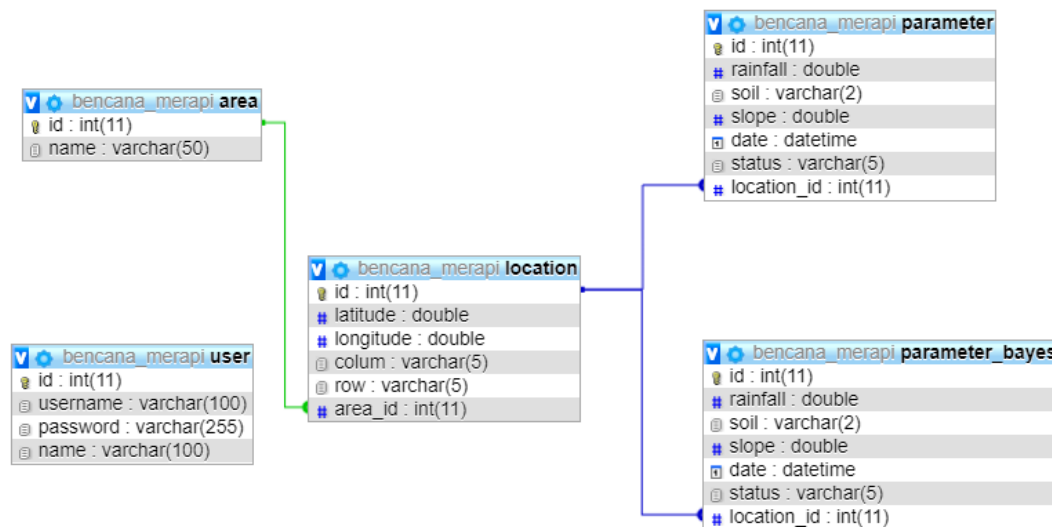 bencana_merapi area
id : int(11)
name : varchar(50)
bencana_merapi user
id : int(11)
username : varchar(100)
password : varchar(255)
name : varchar(100)
bencana_merapi location
id : int(11)
latitude : double
longitude : double
colum : varchar(5)
row : varchar(5)
area_id : int(11)
bencana_merapi parameter
id : int(11)
rainfall : double
soil : varchar(2)
slope : double
date : datetime
status : varchar(5)
location_id : int(11)
bencana_merapi parameter_bayes
id : int(11)
rainfall : double
soil : varchar(2)
slope : double
date : datetime
status : varchar(5)
location_id : int(11)